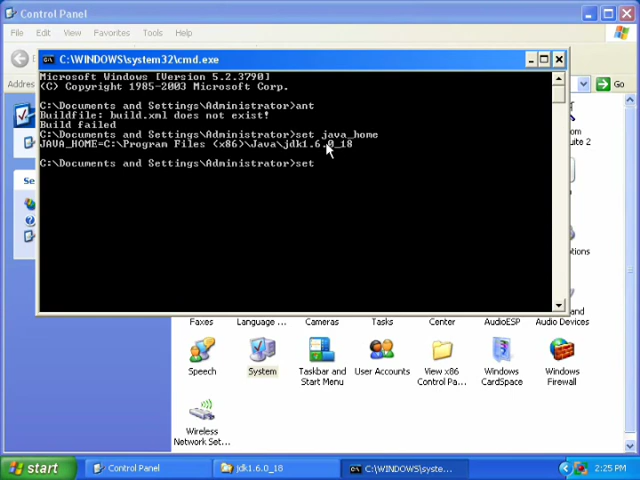 Control Panel
File Edit View Favorites Tools Help
Back
Address
Go
C:\WINDOWS\system32\cmd.exe
Microsoft Windows [Version 5.2.3790]
(C) Copyright 1985-2003 Microsoft Corp.
C:\Documents and Settings\Administrator>ant
Buildfile: build.xml does not exist!
Build failed
C:\Documents and Settings\Administrator>set java_home
JAVA_HOME=C:\Program Files (x86)\Java\jdk1.6.0_18
C:\Documents and Settings\Administrator>set
Faxes
Language ...
Cameras
Tasks
Center
AudioESP
Audio Devices
Speech
System
Taskbar and
Start Menu
User Accounts
View x86
Control Pa...
Windows
CardSpace
Windows
Firewall
Wireless
Network Set...
start
Control Panel
jdk1.6.0_18
C:\WINDOWS\syste...
2:25 PM